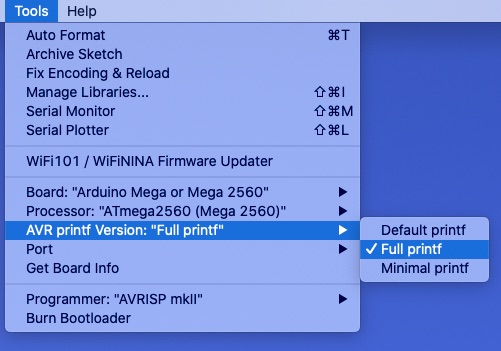 Tools Help
Auto Format ⌘T
Archive Sketch
Fix Encoding & Reload
Manage Libraries... ⇧⌘I
Serial Monitor ⇧⌘M
Serial Plotter ⇧⌘L
WiFi101 / WiFiNINA Firmware Updater
Board: "Arduino Mega or Mega 2560"
Processor: "ATmega2560 (Mega 2560)"
AVR printf Version: "Full printf"
Port
Get Board Info
Programmer: "AVRISP mkII"
Burn Bootloader
Default printf
✓ Full printf
Minimal printf